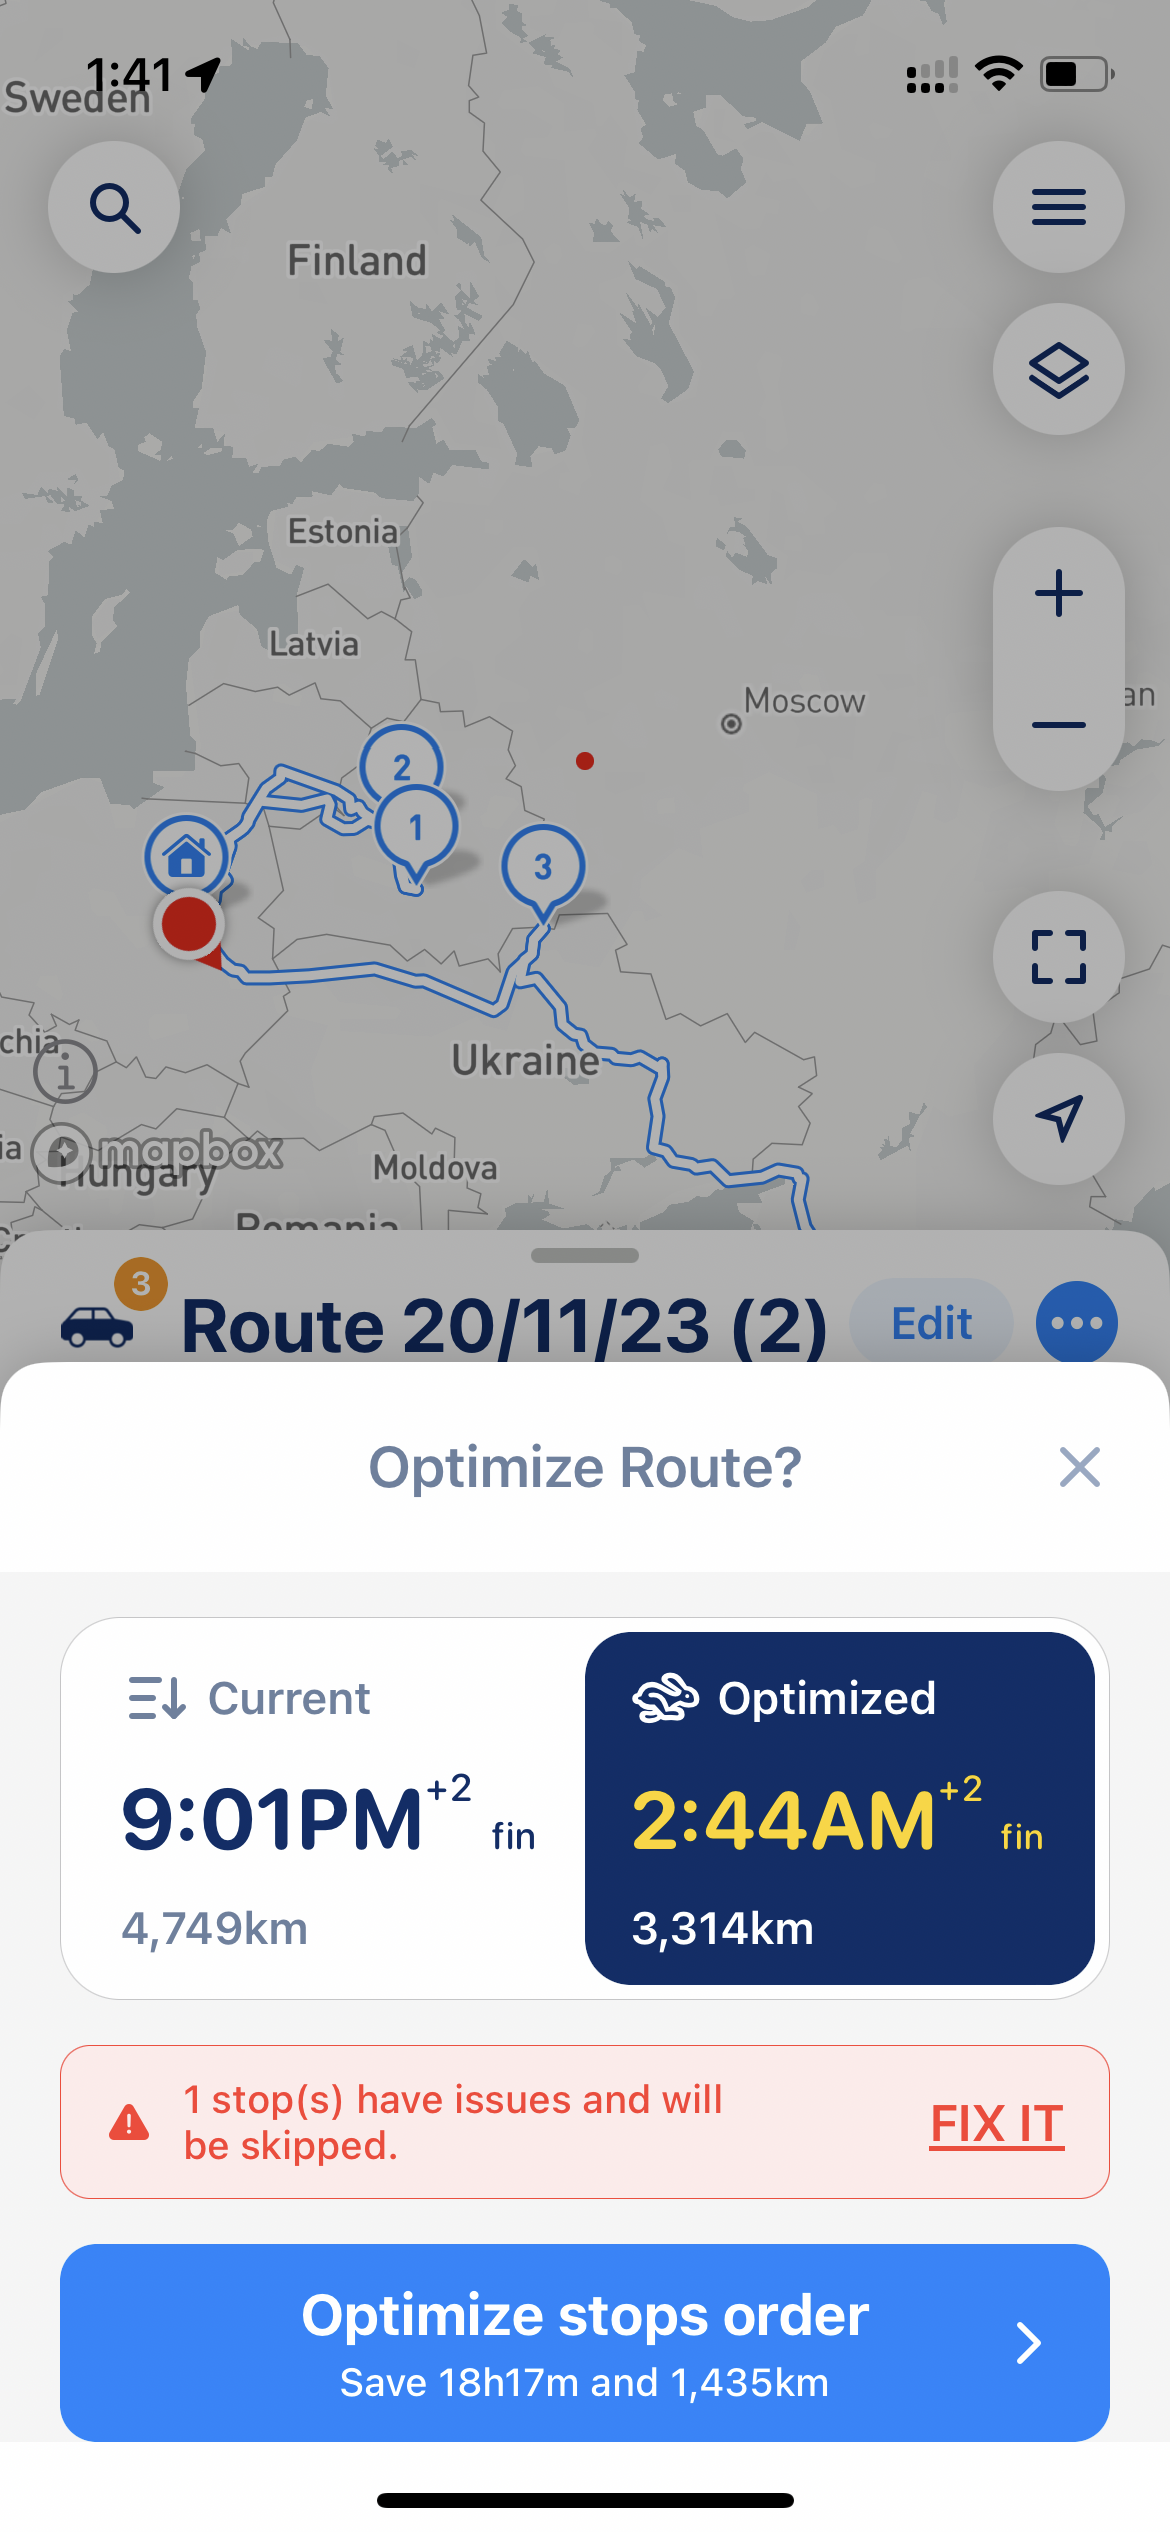 1:41
Sweden
Finland
Estonia
Latvia
Moscow
an
2
1
3
chia
Ukraine
ia
mapbox
Hungary
Moldova
Romania
3
Route 20/11/23 (2)
Edit
Optimize Route?
Current
Optimized
9:01PM+2 fin
2:44AM+2 fin
4,749km
3,314km
1 stop(s) have issues and will
be skipped.
FIX IT
Optimize stops order
Save 18h17m and 1,435km